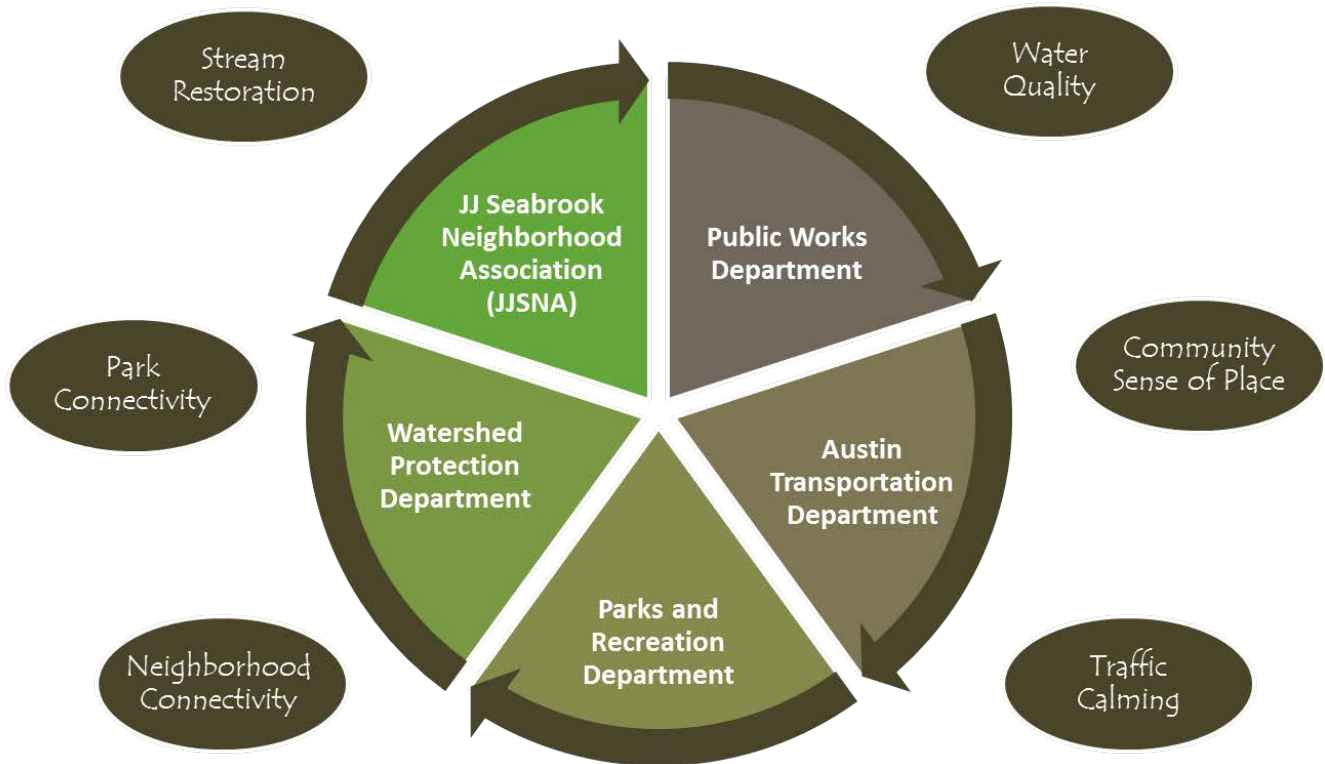 Stream
Restoration
Water
Quality
JJ Seabrook
Neighborhood
Association
(JJSNA)
Public Works
Department
Park
Connectivity
Community
Sense of Place
Watershed
Protection
Department
Austin
Transportation
Department
Parks and
Recreation
Department
Neighborhood
Connectivity
Traffic
Calming